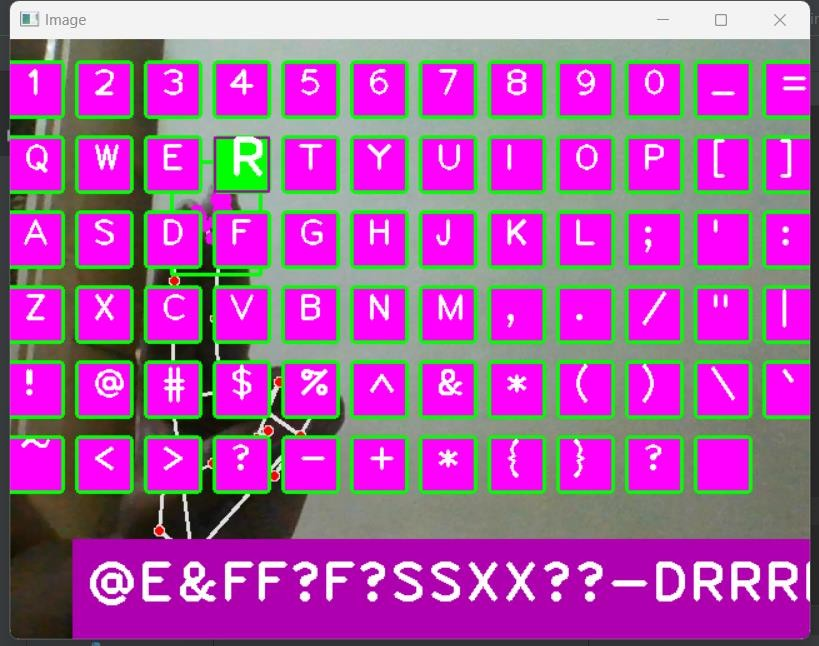 Image
1 2 3 4 5 6 7 8 9 0 _ =
Q W E R T Y U I O P [ ]
A S D F G H J K L ; ' :
Z X C V B N M , . / " |
! @ # $ % ^ & * ( ) \ `
~ < > ? - + * { } ?
@E&FF?F?SSXX??-DRRR